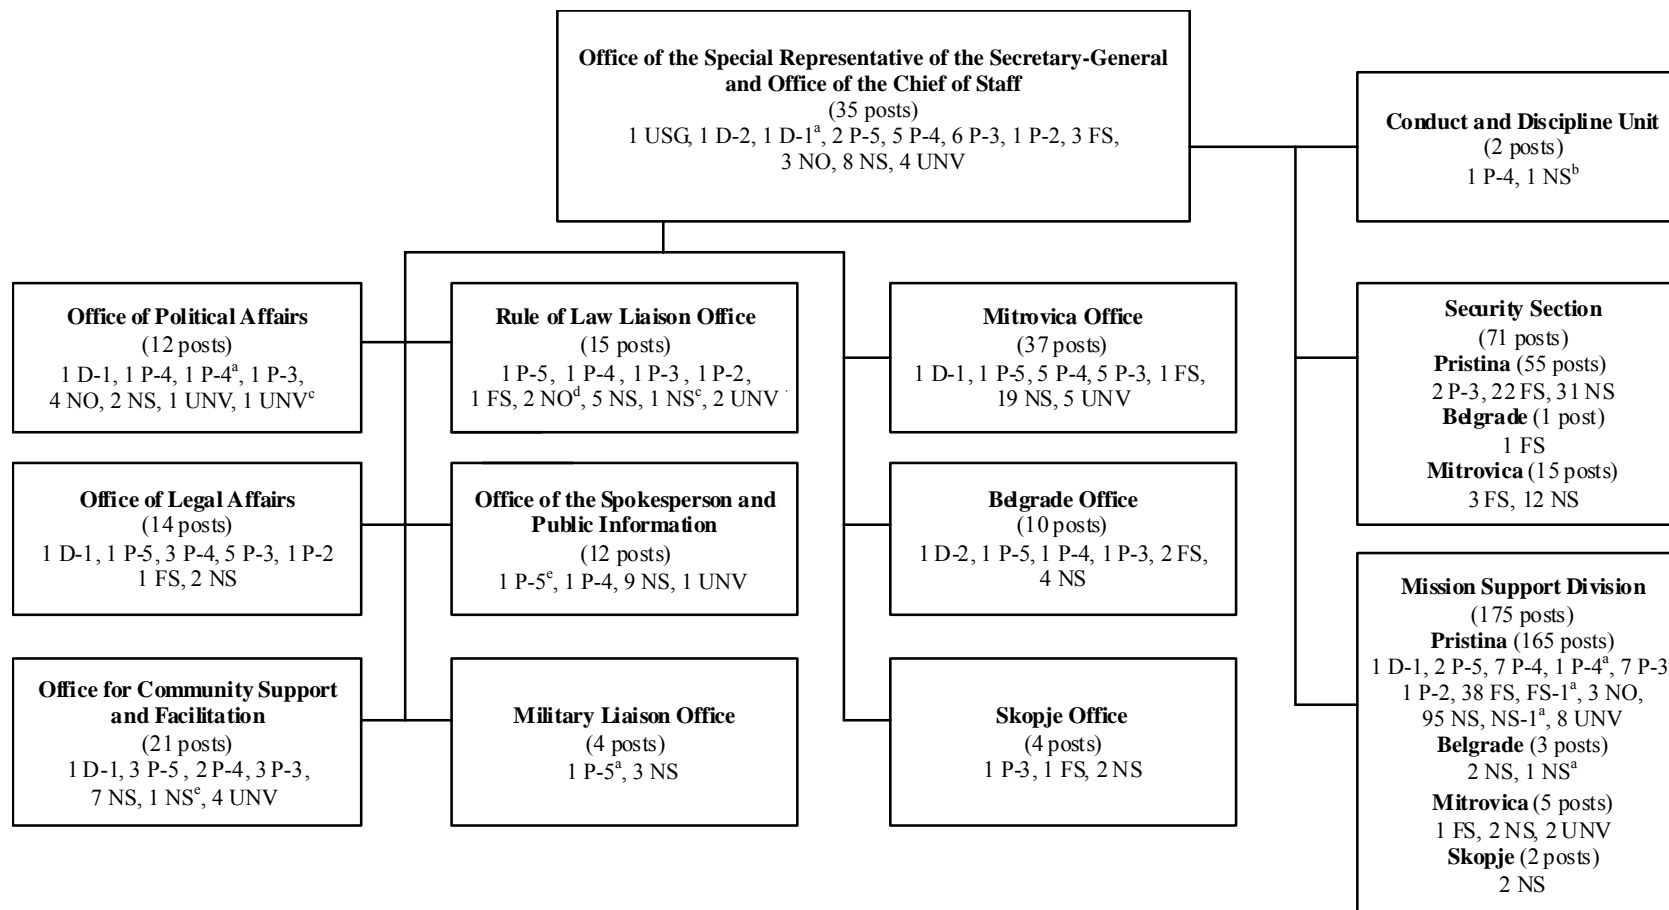 Office of the Special Representative of the Secretary-General
and Office of the Chief of Staff
(35 posts)
1 USG, 1 D-2, 1 D-1ᵃ, 2 P-5, 5 P-4, 6 P-3, 1 P-2, 3 FS,
3 NO, 8 NS, 4 UNV
Conduct and Discipline Unit
(2 posts)
1 P-4, 1 NSᵇ
Office of Political Affairs
(12 posts)
1 D-1, 1 P-4, 1 P-4ᵃ, 1 P-3,
4 NO, 2 NS, 1 UNV, 1 UNVᶜ
Rule of Law Liaison Office
(15 posts)
1 P-5, 1 P-4, 1 P-3, 1 P-2,
1 FS, 2 NOᵈ, 5 NS, 1 NSᶜ, 2 UNV
Mitrovica Office
(37 posts)
1 D-1, 1 P-5, 5 P-4, 5 P-3, 1 FS,
19 NS, 5 UNV
Security Section
(71 posts)
Pristina (55 posts)
2 P-3, 22 FS, 31 NS
Belgrade (1 post)
1 FS
Mitrovica (15 posts)
3 FS, 12 NS
Office of Legal Affairs
(14 posts)
1 D-1, 1 P-5, 3 P-4, 5 P-3, 1 P-2
1 FS, 2 NS
Office of the Spokesperson and
Public Information
(12 posts)
1 P-5ᵉ, 1 P-4, 9 NS, 1 UNV
Belgrade Office
(10 posts)
1 D-2, 1 P-5, 1 P-4, 1 P-3, 2 FS,
4 NS
Mission Support Division
(175 posts)
Pristina (165 posts)
1 D-1, 2 P-5, 7 P-4, 1 P-4ᵃ, 7 P-3
1 P-2, 38 FS, FS-1ᵃ, 3 NO,
95 NS, NS-1ᵃ, 8 UNV
Belgrade (3 posts)
2 NS, 1 NSᵃ
Mitrovica (5 posts)
1 FS, 2 NS, 2 UNV
Skopje (2 posts)
2 NS
Office for Community Support
and Facilitation
(21 posts)
1 D-1, 3 P-5, 2 P-4, 3 P-3,
7 NS, 1 NSᵉ, 4 UNV
Military Liaison Office
(4 posts)
1 P-5ᵃ, 3 NS
Skopje Office
(4 posts)
1 P-3, 1 FS, 2 NS